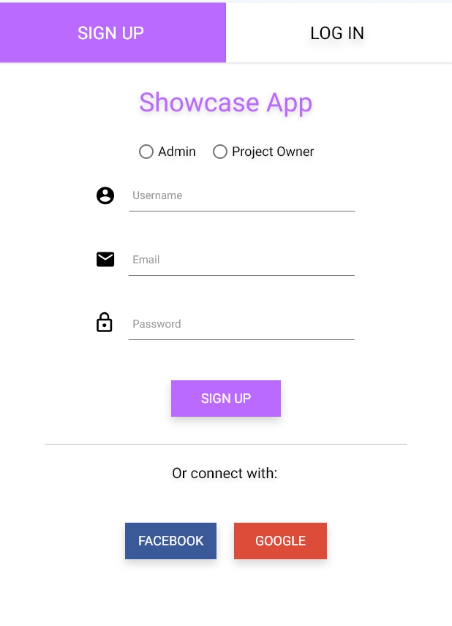 SIGN UP LOG IN
Showcase App
Admin Project Owner
Username
Email
Password
SIGN UP
Or connect with:
FACEBOOK GOOGLE